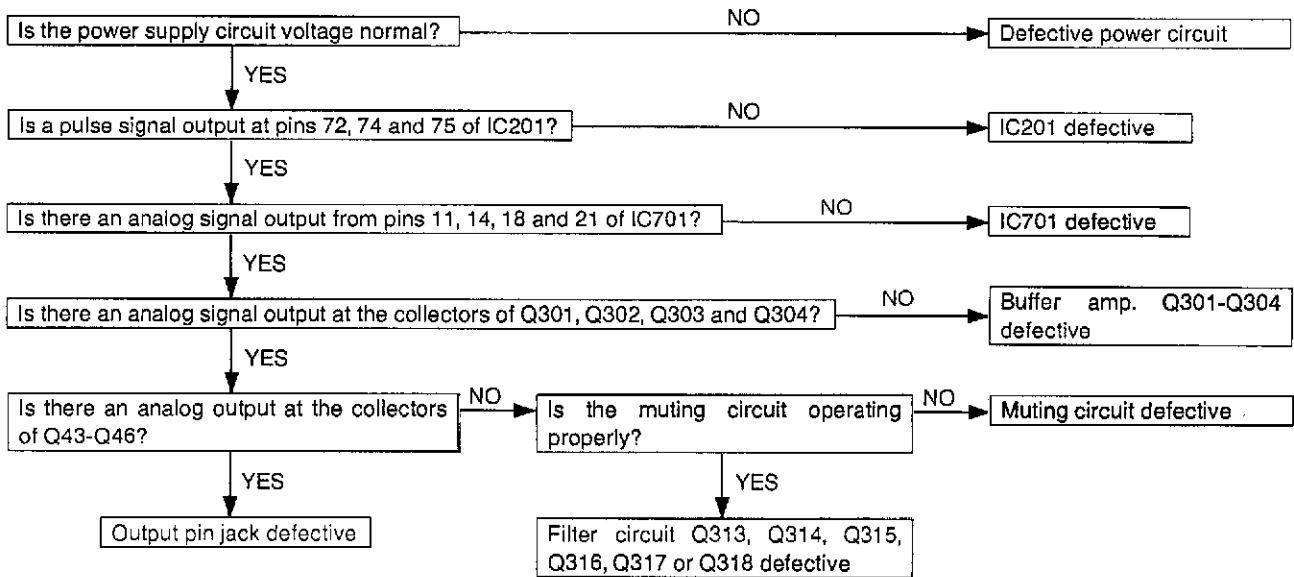 Is the power supply circuit voltage normal?
NO
Defective power circuit
YES
Is a pulse signal output at pins 72, 74 and 75 of IC201?
NO
IC201 defective
YES
Is there an analog signal output from pins 11, 14, 18 and 21 of IC701?
NO
IC701 defective
YES
Is there an analog signal output at the collectors of Q301, Q302, Q303 and Q304?
NO
Buffer amp. Q301-Q304
defective
YES
Is there an analog output at the collectors
of Q43-Q46?
NO
Is the muting circuit operating
properly?
NO
Muting circuit defective
YES
Output pin jack defective
YES
Filter circuit Q313, Q314, Q315,
Q316, Q317 or Q318 defective